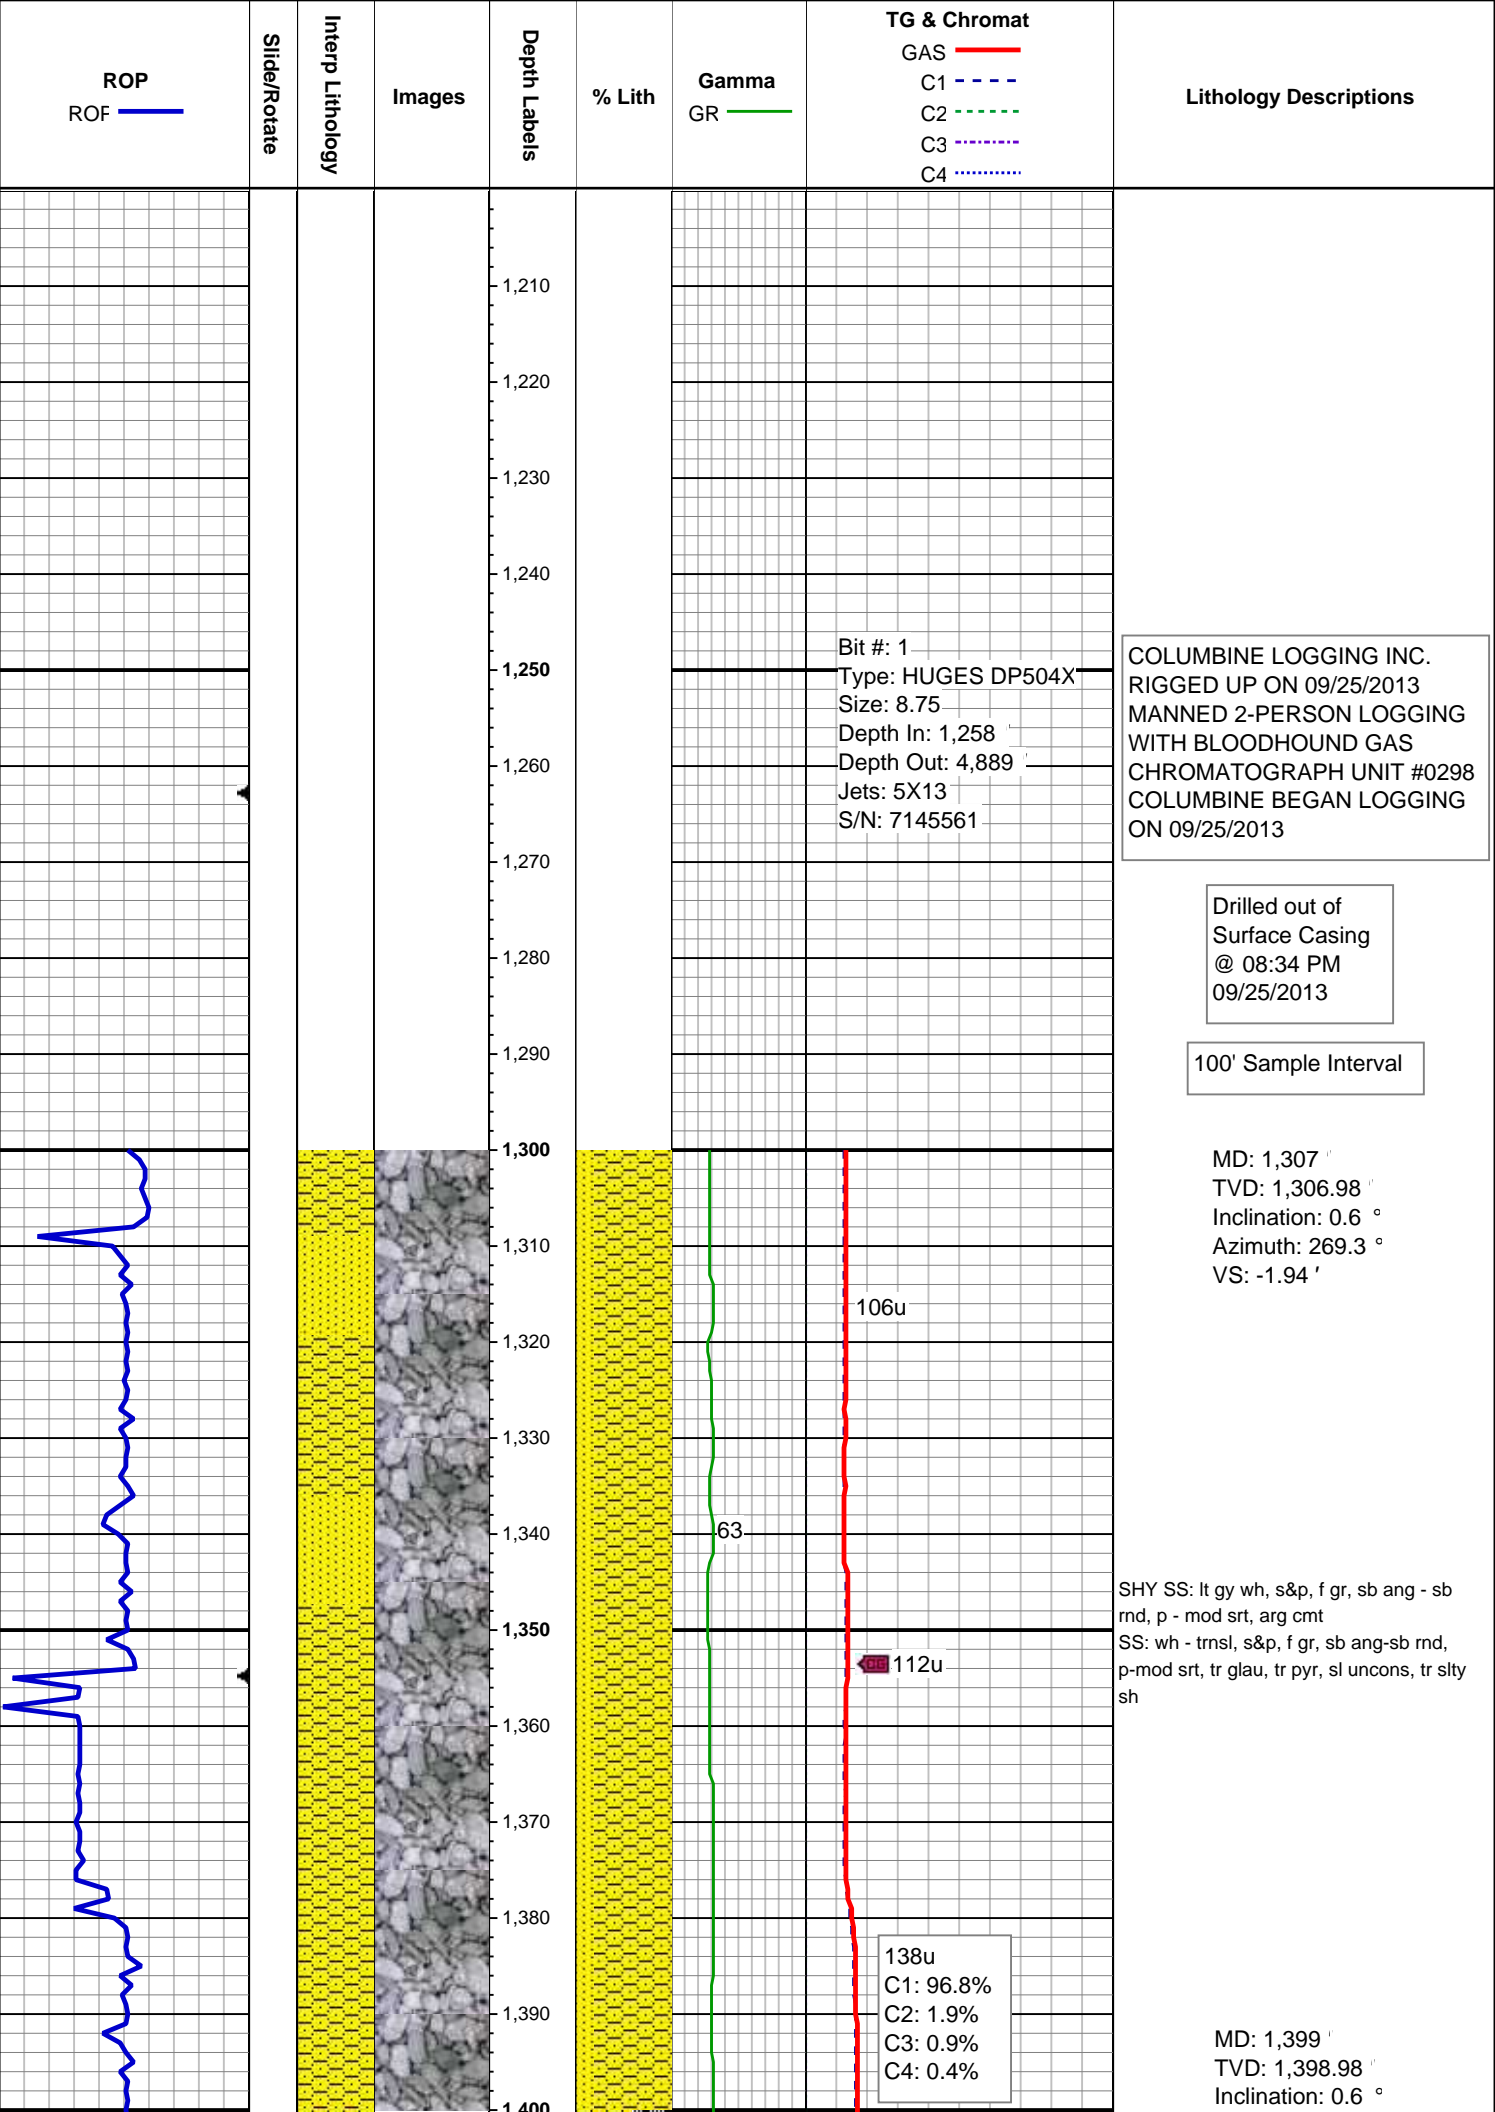 ROP
ROP
Slide/Rotate
Interp Lithology
Images
Depth Labels
% Lith
Gamma
GR
TG & Chromat
GAS
C1
C2
C3
C4
Lithology Descriptions
1,210
1,220
1,230
1,240
1,250
1,260
1,270
1,280
1,290
1,300
1,310
1,320
1,330
1,340
1,350
1,360
1,370
1,380
1,390
1,400
63
Bit #: 1
Type: HUGES DP504X
Size: 8.75
Depth In: 1,258 '
Depth Out: 4,889 '
Jets: 5X13
S/N: 7145561
106u
DG 112u
138u
C1: 96.8%
C2: 1.9%
C3: 0.9%
C4: 0.4%
COLUMBINE LOGGING INC.
RIGGED UP ON 09/25/2013
MANNED 2-PERSON LOGGING
WITH BLOODHOUND GAS
CHROMATOGRAPH UNIT #0298
COLUMBINE BEGAN LOGGING
ON 09/25/2013
Drilled out of
Surface Casing
@ 08:34 PM
09/25/2013
100' Sample Interval
MD: 1,307 '
TVD: 1,306.98 '
Inclination: 0.6 °
Azimuth: 269.3 °
VS: -1.94 '
SHY SS: lt gy wh, s&p, f gr, sb ang - sb
rnd, p - mod srt, arg cmt
SS: wh - trnsl, s&p, f gr, sb ang-sb rnd,
p-mod srt, tr glau, tr pyr, sl uncons, tr slty
sh
MD: 1,399 '
TVD: 1,398.98 '
Inclination: 0.6 °